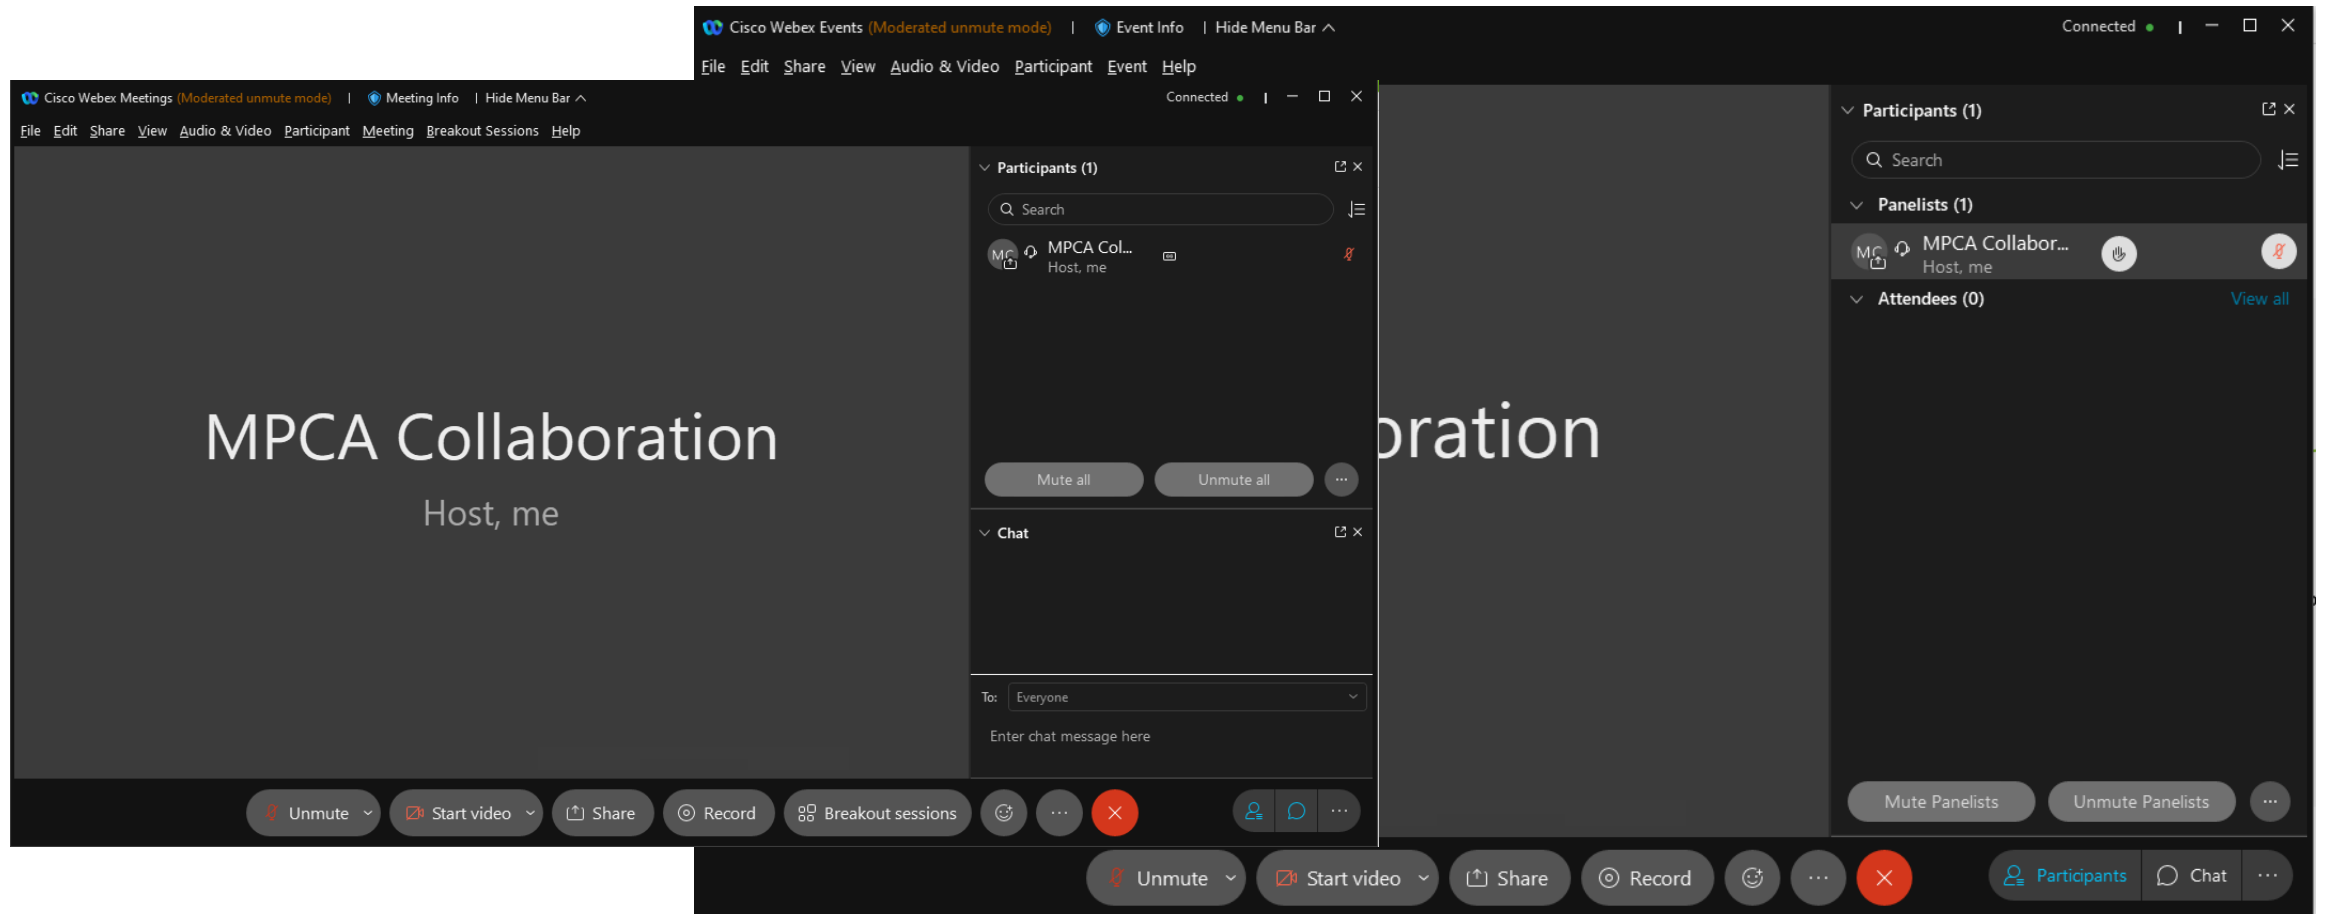 Cisco Webex Events (Moderated unmute mode) | Event Info | Hide Menu Bar
Connected
File Edit Share View Audio & Video Participant Event Help
Cisco Webex Meetings (Moderated unmute mode) | Meeting Info | Hide Menu Bar
Connected
File Edit Share View Audio & Video Participant Meeting Breakout Sessions Help
Participants (1)
Search
MC
MPCA Col...
Host, me
MPCA Collaboration
Host, me
Mute all
Unmute all
Chat
To: Everyone
Enter chat message here
Unmute
Start video
Share
Record
Breakout sessions
Participants (1)
Search
Panelists (1)
MC
MPCA Collabor...
Host, me
Attendees (0)
View all
oration
Mute Panelists
Unmute Panelists
Unmute
Start video
Share
Record
Participants
Chat